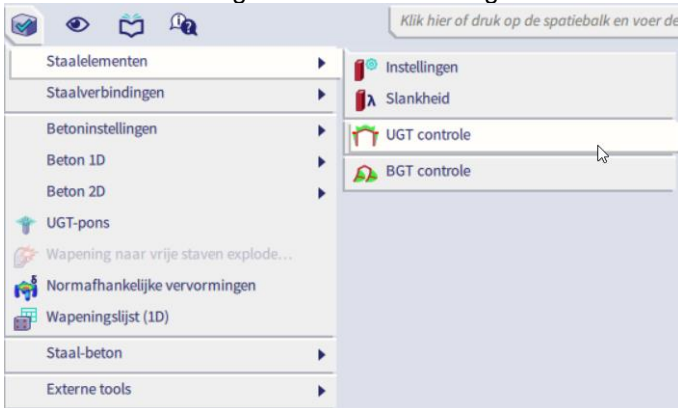 Klik hier of druk op de spatiebalk en voer de
Staalelementen
Staalverbindingen
Betoninstellingen
Beton 1D
Beton 2D
UGT-pons
Wapening naar vrije staven explode...
Normafhankelijke vervormingen
Wapeningslijst (1D)
Staal-beton
Externe tools
Instellingen
λ Slankheid
UGT controle
BGT controle